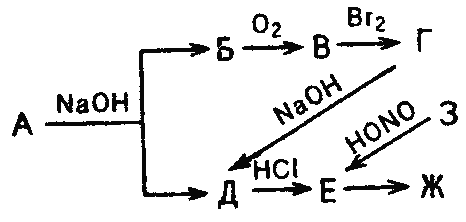 Б O₂ В Br₂ Г
А NaOH NaOH HONO З
Д HCl Е Ж